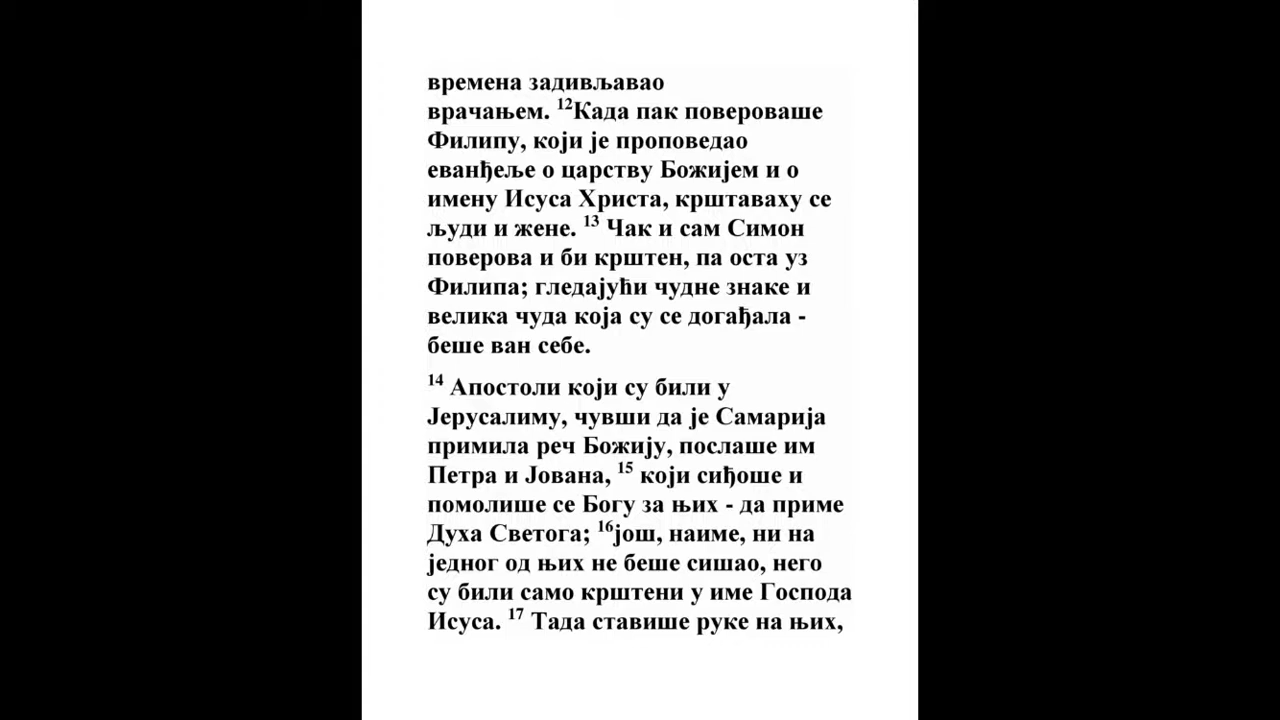 времена задивљавао
врачањем. ¹²Када пак повероваше
Филипу, који је проповедао
еванђеље о царству Божијем и о
имену Исуса Христа, крштаваху се
људи и жене. ¹³ Чак и сам Симон
поверова и би крштен, па оста уз
Филипа; гледајући чудне знаке и
велика чуда која су се догађала -
беше ван себе.
¹⁴ Апостоли који су били у
Јерусалиму, чувши да је Самарија
примила реч Божију, послаше им
Петра и Јована, ¹⁵ који сиђоше и
помолише се Богу за њих - да приме
Духа Светога; ¹⁶још, наиме, ни на
једног од њих не беше сишао, него
су били само крштени у име Господа
Исуса. ¹⁷ Тада ставише руке на њих,